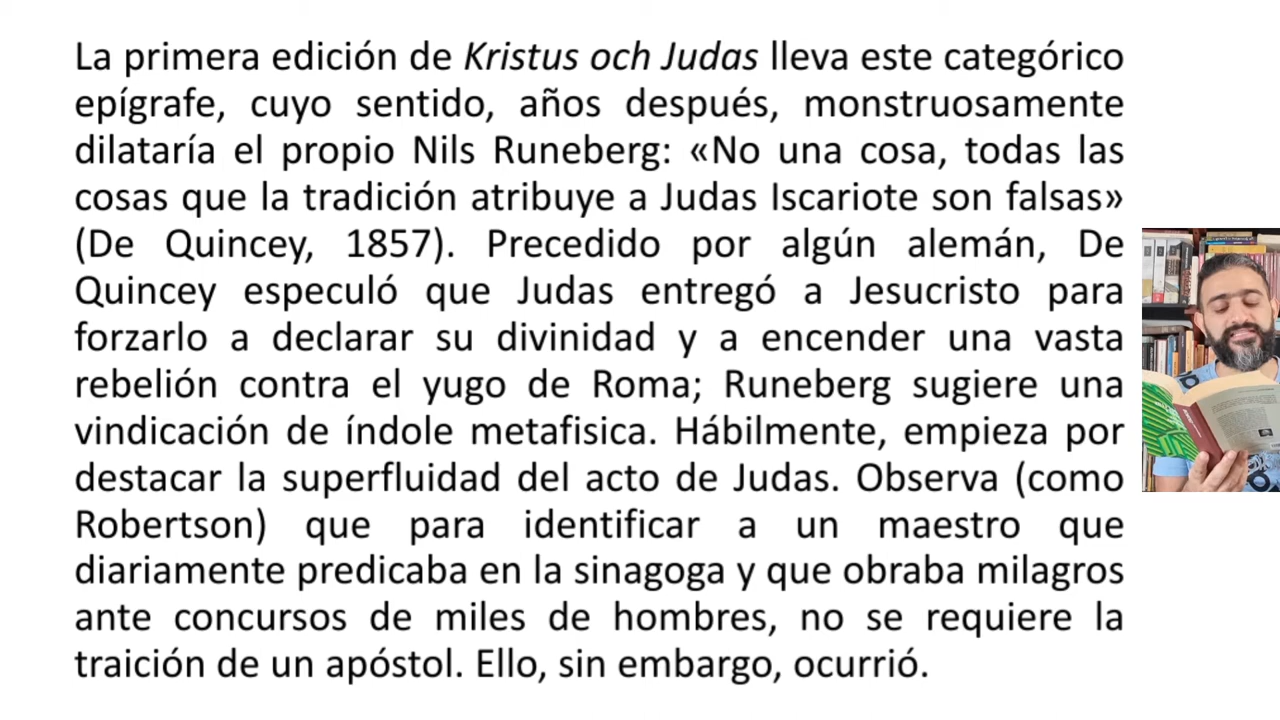 La primera edición de Kristus och Judas lleva este categórico
epígrafe, cuyo sentido, años después, monstruosamente
dilataría el propio Nils Runeberg: «No una cosa, todas las
cosas que la tradición atribuye a Judas Iscariote son falsas»
(De Quincey, 1857). Precedido por algún alemán, De
Quincey especuló que Judas entregó a Jesucristo para
forzarlo a declarar su divinidad y a encender una vasta
rebelión contra el yugo de Roma; Runeberg sugiere una
vindicación de índole metafisica. Hábilmente, empieza por
destacar la superfluidad del acto de Judas. Observa (como
Robertson) que para identificar a un maestro que
diariamente predicaba en la sinagoga y que obraba milagros
ante concursos de miles de hombres, no se requiere la
traición de un apóstol. Ello, sin embargo, ocurrió.